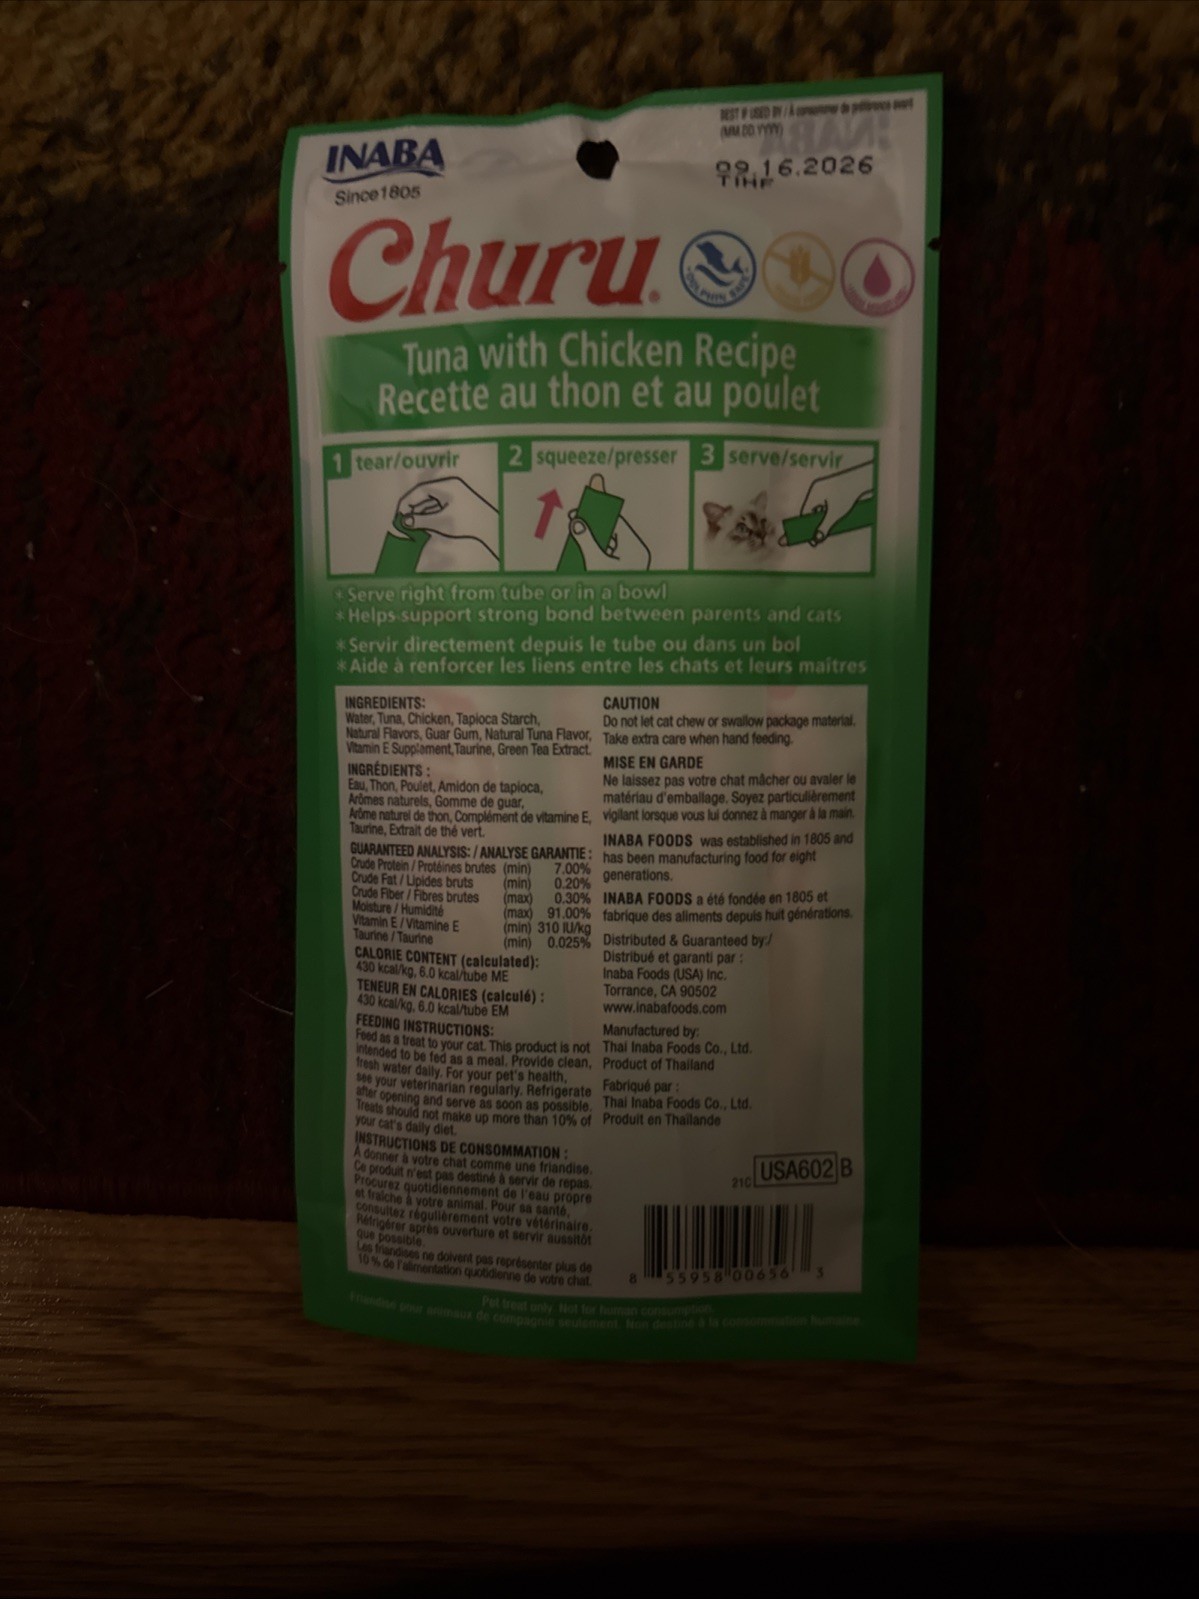 INABA
Since 1805
BEST IF USED BY / À consommer de préférence avant
(MM.DD.YYYY)
09.16.2026
TIHF
Churu®
DOLPHIN SAFE
Tuna with Chicken Recipe
Recette au thon et au poulet
1 tear/ouvrir
2 squeeze/presser
3 serve/servir
*Serve right from tube or in a bowl
*Helps support strong bond between parents and cats
*Servir directement depuis le tube ou dans un bol
*Aide à renforcer les liens entre les chats et leurs maîtres
INGREDIENTS:
Water, Tuna, Chicken, Tapioca Starch,
Natural Flavors, Guar Gum, Natural Tuna Flavor,
Vitamin E Supplement, Taurine, Green Tea Extract.
INGRÉDIENTS :
Eau, Thon, Poulet, Amidon de tapioca,
Arômes naturels, Gomme de guar,
Arôme naturel de thon, Complément de vitamine E,
Taurine, Extrait de thé vert.
GUARANTEED ANALYSIS: / ANALYSE GARANTIE :
Crude Protein / Protéines brutes (min) 7.00%
Crude Fat / Lipides bruts (min) 0.20%
Crude Fiber / Fibres brutes (max) 0.30%
Moisture / Humidité (max) 91.00%
Vitamin E / Vitamine E (min) 310 IU/kg
Taurine / Taurine (min) 0.025%
CALORIE CONTENT (calculated):
430 kcal/kg, 6.0 kcal/tube ME
TENEUR EN CALORIES (calculé) :
430 kcal/kg, 6.0 kcal/tube EM
FEEDING INSTRUCTIONS:
Feed as a treat to your cat. This product is not
intended to be fed as a meal. Provide clean,
fresh water daily. For your pet's health,
see your veterinarian regularly. Refrigerate
after opening and serve as soon as possible.
Treats should not make up more than 10% of
your cat's daily diet.
INSTRUCTIONS DE CONSOMMATION :
À donner à votre chat comme une friandise.
Ce produit n'est pas destiné à servir de repas.
Procurez quotidiennement de l'eau propre
et fraîche à votre animal. Pour sa santé,
consultez régulièrement votre vétérinaire.
Réfrigérer après ouverture et servir aussitôt
que possible.
Les friandises ne doivent pas représenter plus de
10 % de l'alimentation quotidienne de votre chat.
CAUTION
Do not let cat chew or swallow package material.
Take extra care when hand feeding.
MISE EN GARDE
Ne laissez pas votre chat mâcher ou avaler le
matériau d'emballage. Soyez particulièrement
vigilant lorsque vous lui donnez à manger à la main.
INABA FOODS was established in 1805 and
has been manufacturing food for eight
generations.
INABA FOODS a été fondée en 1805 et
fabrique des aliments depuis huit générations.
Distributed & Guaranteed by:/
Distribué et garanti par :
Inaba Foods (USA) Inc.
Torrance, CA 90502
www.inabafoods.com
Manufactured by:
Thai Inaba Foods Co., Ltd.
Product of Thailand
Fabriqué par :
Thai Inaba Foods Co., Ltd.
Produit en Thaïlande
21C USA602 B
8 55958 00656 3
Pet treat only. Not for human consumption.
Friandise pour animaux de compagnie seulement. Non destiné à la consommation humaine.